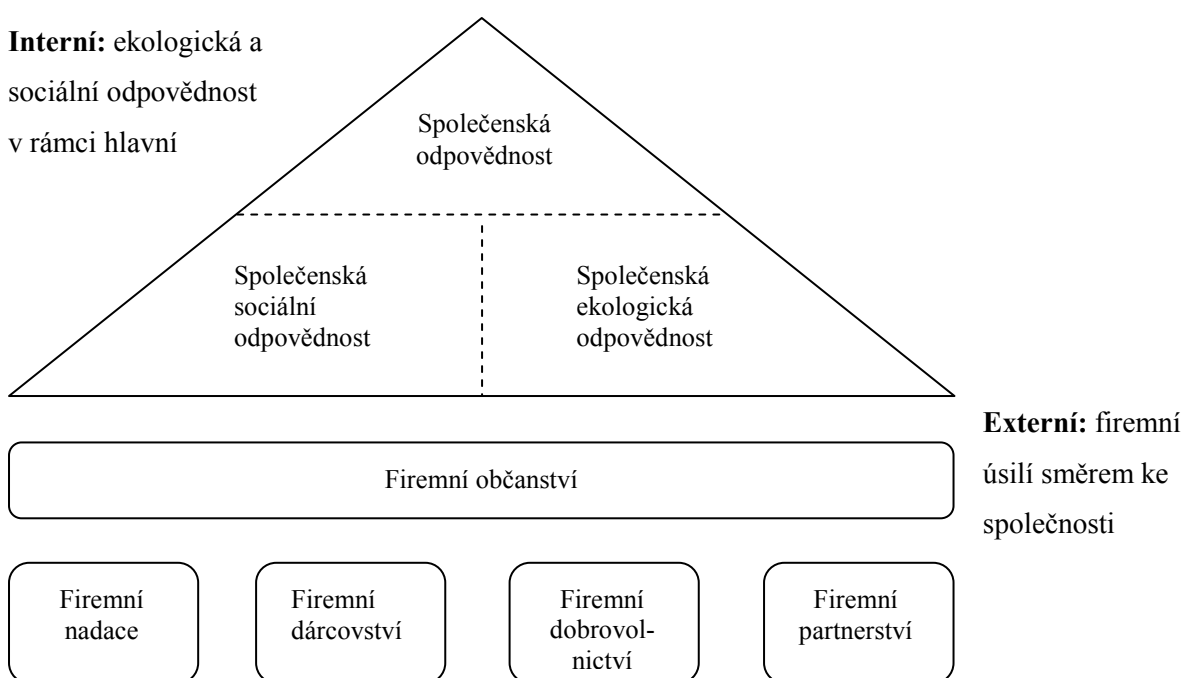 Interní: ekologická a
sociální odpovědnost
v rámci hlavní
Společenská
odpovědnost
Společenská
sociální
odpovědnost
Společenská
ekologická
odpovědnost
Externí: firemní
úsilí směrem ke
společnosti
Firemní občanství
Firemní
nadace
Firemní
dárcovství
Firemní
dobrovol-
nictví
Firemní
partnerství